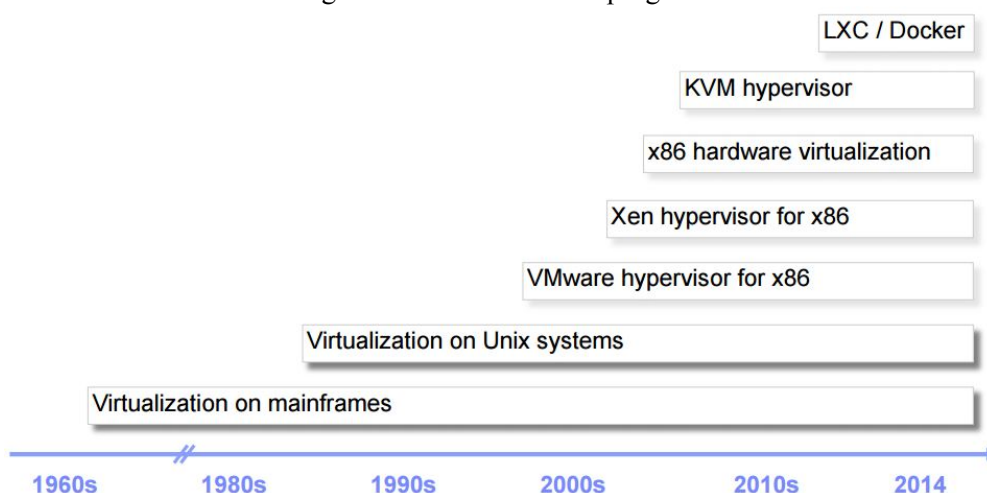 LXC / Docker
KVM hypervisor
x86 hardware virtualization
Xen hypervisor for x86
VMware hypervisor for x86
Virtualization on Unix systems
Virtualization on mainframes
1960s 1980s 1990s 2000s 2010s 2014